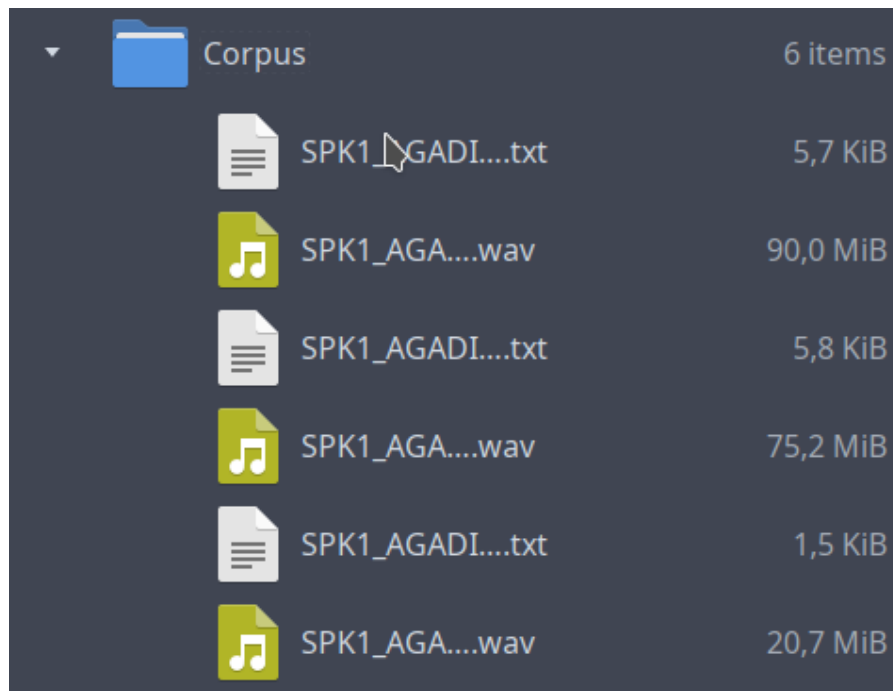 Corpus 6 items
SPK1_AGADI....txt 5,7 KiB
SPK1_AGA....wav 90,0 MiB
SPK1_AGADI....txt 5,8 KiB
SPK1_AGA....wav 75,2 MiB
SPK1_AGADI....txt 1,5 KiB
SPK1_AGA....wav 20,7 MiB